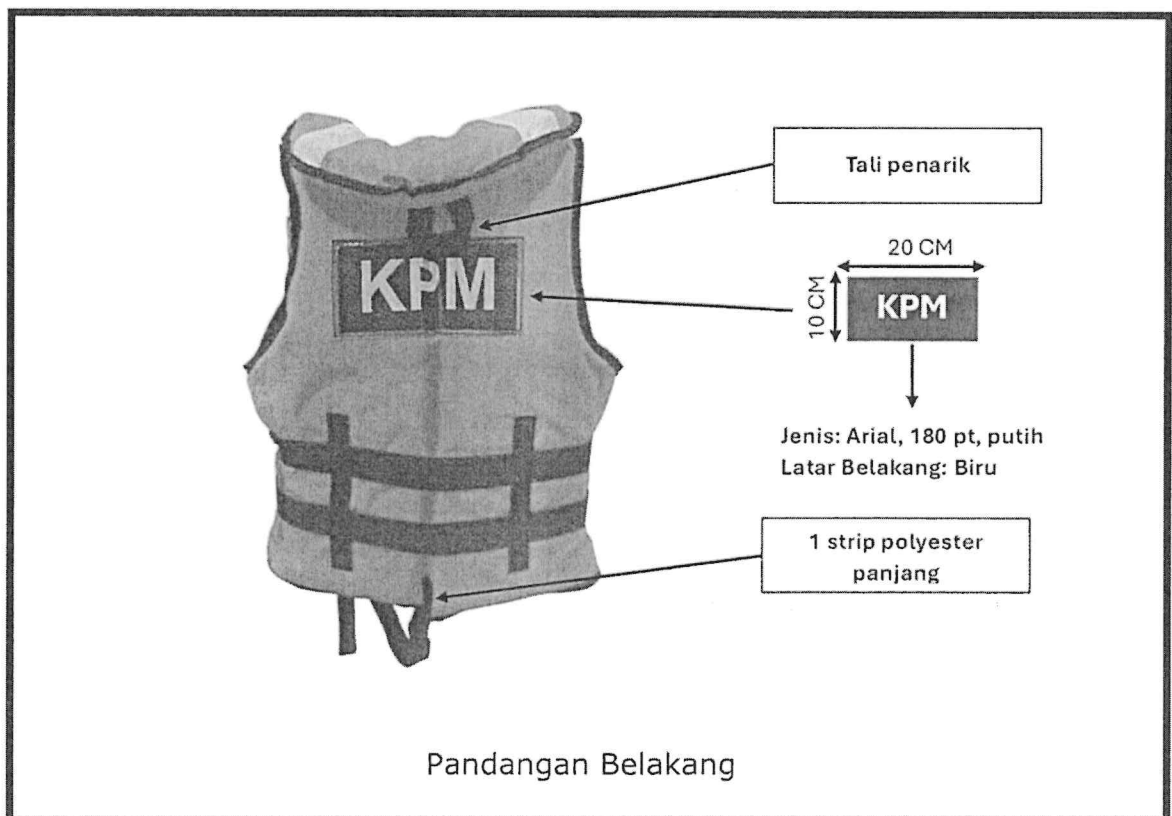 Tali penarik
KPM
20 CM
10 CM
KPM
Jenis: Arial, 180 pt, putih
Latar Belakang: Biru
1 strip polyester
panjang
Pandangan Belakang